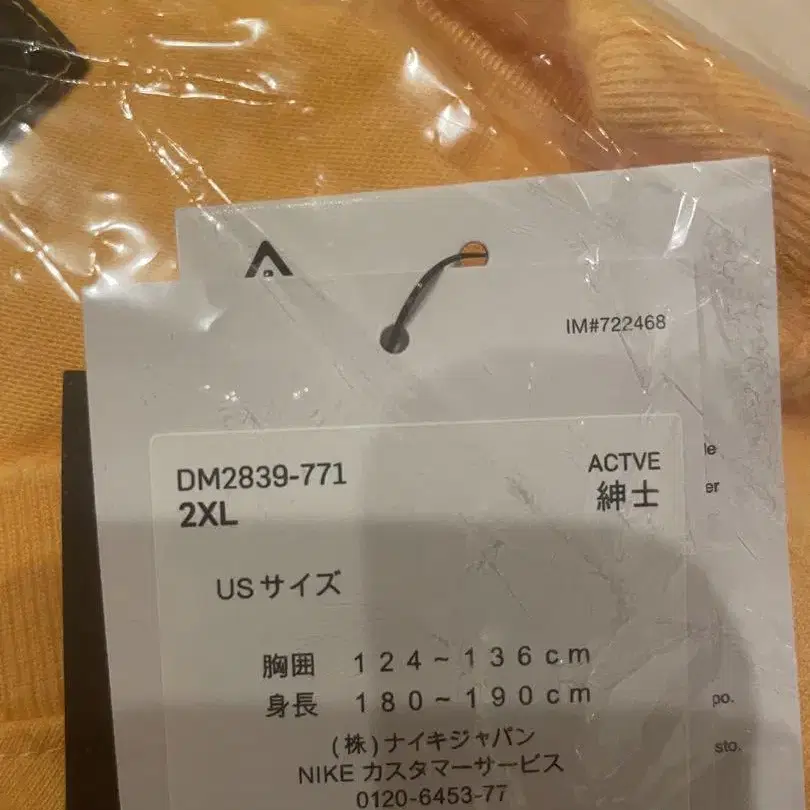 IM#722468
DM2839-771
2XL
ACTVE
紳士
USサイズ
胸囲 124~136cm
身長 180~190cm
(株)ナイキジャパン
NIKE カスタマーサービス
0120-6453-77
po.
sto.